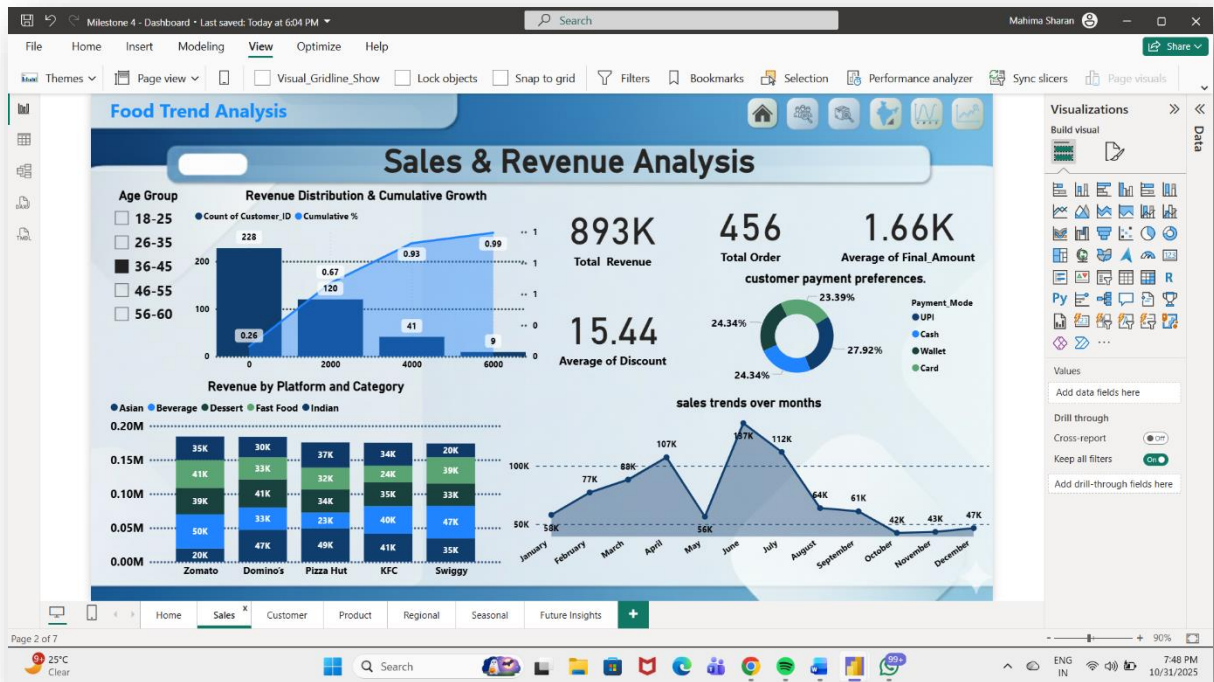 Milestone 4 - Dashboard • Last saved: Today at 6:04 PM
Search
Mahima Sharan
File Home Insert Modeling View Optimize Help
Share
Themes Page view Visual_Gridline_Show Lock objects Snap to grid Filters Bookmarks Selection Performance analyzer Sync slicers Page visuals
Food Trend Analysis
Sales & Revenue Analysis
Age Group
18-25
26-35
36-45
46-55
56-60
Revenue Distribution & Cumulative Growth
Count of Customer_ID Cumulative %
228
0.67
120
0.93
0.99
0.26
41
9
200
100
0
1
1
1
0
0
0 2000 4000 6000
893K
Total Revenue
456
Total Order
1.66K
Average of Final_Amount
15.44
Average of Discount
customer payment preferences.
23.39%
24.34%
27.92%
24.34%
Payment_Mode
UPI
Cash
Wallet
Card
Revenue by Platform and Category
Asian Beverage Dessert Fast Food Indian
0.20M
0.15M
0.10M
0.05M
0.00M
35K 30K 37K 34K 20K
41K 33K 32K 24K 39K
39K 41K 34K 35K 33K
50K 33K 23K 40K 47K
20K 47K 49K 41K 35K
Zomato Domino's Pizza Hut KFC Swiggy
sales trends over months
100K
50K
58K 77K 88K 107K 56K 137K 112K 64K 61K 42K 43K 47K
January February March April May June July August September October November December
Visualizations
Build visual
Data
R
Py
123
Values
Add data fields here
Drill through
Cross-report
Off
Keep all filters
On
Add drill-through fields here
Home Sales Customer Product Regional Seasonal Future Insights
Page 2 of 7
90%
9+
25°C
Clear
Search
99+
ENG
IN
7:48 PM
10/31/2025